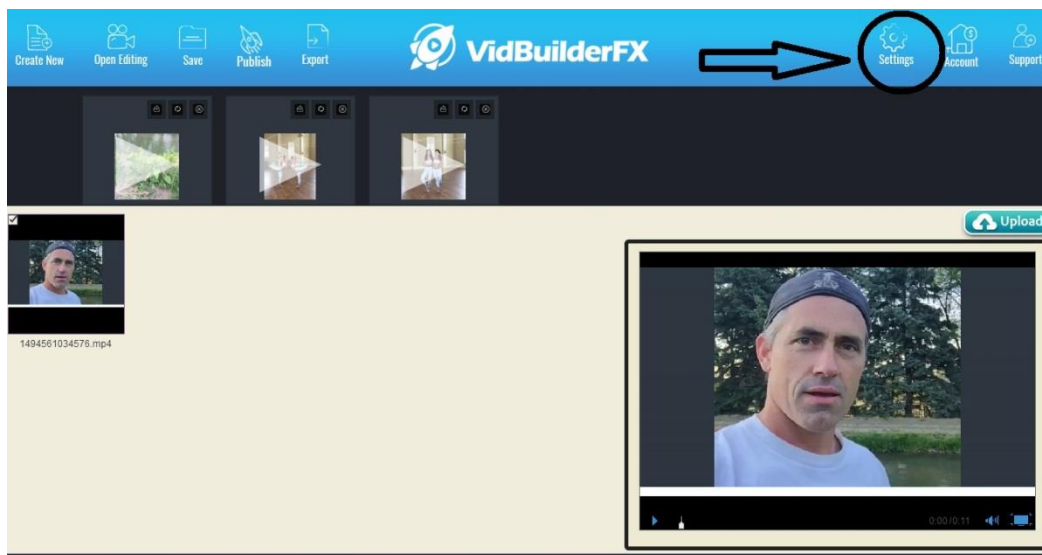 Create New
Open Editing
Save
Publish
Export
VidBuilderFX
Settings
Account
Support
Upload
1494561034576.mp4
0:00/0:11